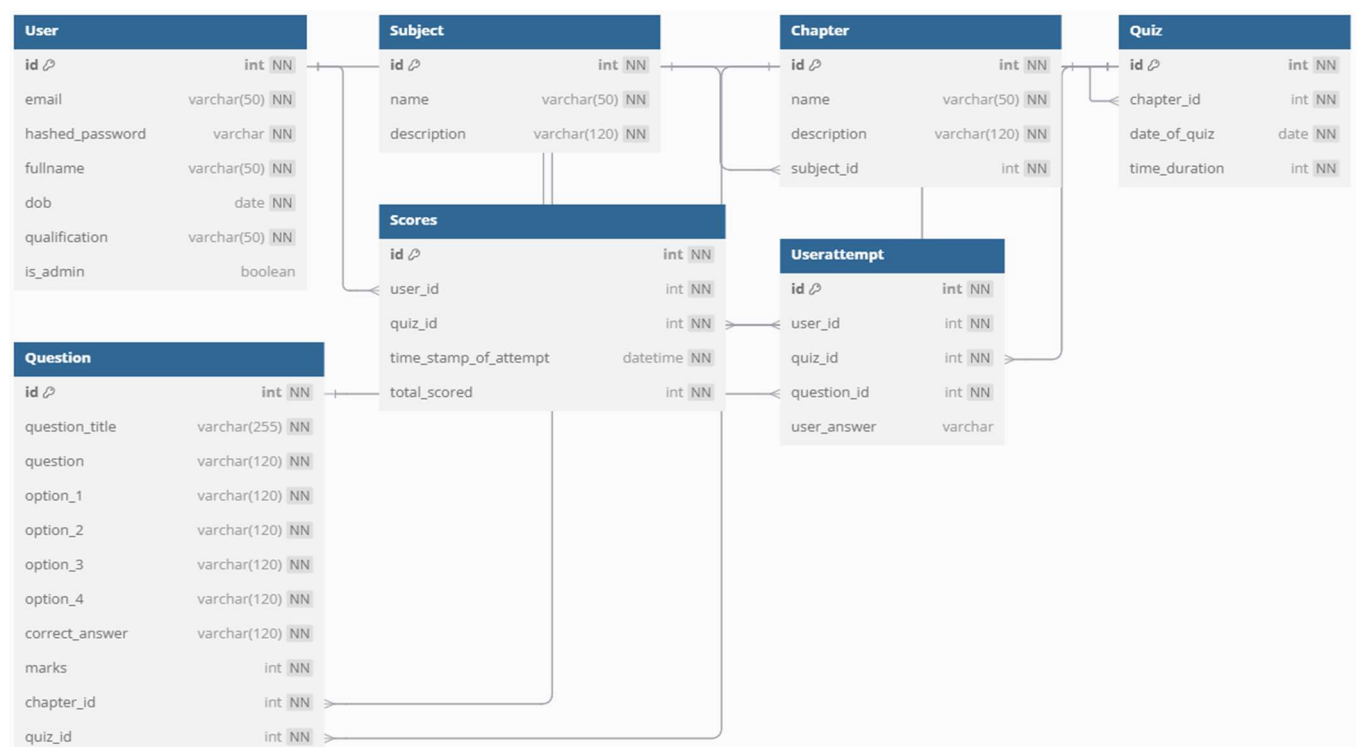 User
id int NN
email varchar(50) NN
hashed_password varchar NN
fullname varchar(50) NN
dob date NN
qualification varchar(50) NN
is_admin boolean
Subject
id int NN
name varchar(50) NN
description varchar(120) NN
Chapter
id int NN
name varchar(50) NN
description varchar(120) NN
subject_id int NN
Quiz
id int NN
chapter_id int NN
date_of_quiz date NN
time_duration int NN
Scores
id int NN
user_id int NN
quiz_id int NN
time_stamp_of_attempt datetime NN
total_scored int NN
Userattempt
id int NN
user_id int NN
quiz_id int NN
question_id int NN
user_answer varchar
Question
id int NN
question_title varchar(255) NN
question varchar(120) NN
option_1 varchar(120) NN
option_2 varchar(120) NN
option_3 varchar(120) NN
option_4 varchar(120) NN
correct_answer varchar(120) NN
marks int NN
chapter_id int NN
quiz_id int NN